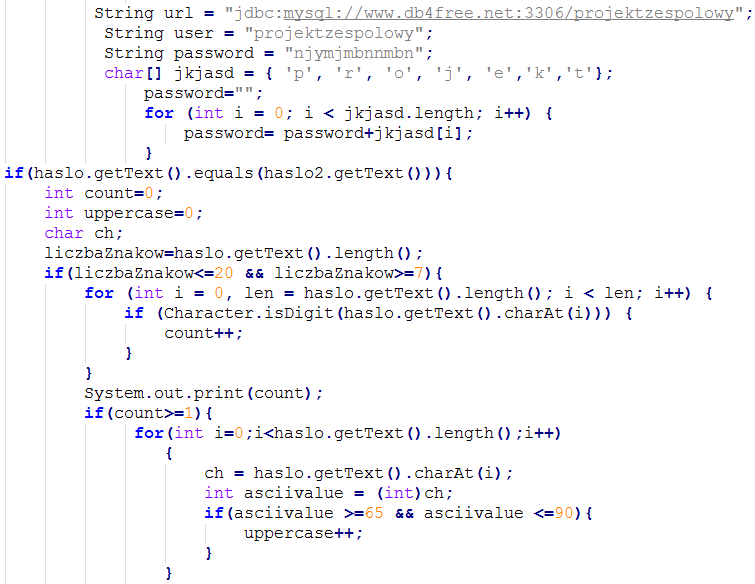 String url = "jdbc:mysql://www.db4free.net:3306/projektzespolowy";
String user = "projektzespolowy";
String password = "njymjmbnnmbn";
char[] jkjasd = { 'p', 'r', 'o', 'j', 'e','k','t'};
password="";
for (int i = 0; i < jkjasd.length; i++) {
password= password+jkjasd[i];
}
if(haslo.getText().equals(haslo2.getText())){
int count=0;
int uppercase=0;
char ch;
liczbaZnakow=haslo.getText().length();
if(liczbaZnakow<=20 && liczbaZnakow>=7){
for (int i = 0, len = haslo.getText().length(); i < len; i++) {
if (Character.isDigit(haslo.getText().charAt(i))) {
count++;
}
}
System.out.print(count);
if(count>=1){
for(int i=0;i<haslo.getText().length();i++)
{
ch = haslo.getText().charAt(i);
int asciivalue = (int)ch;
if(asciivalue >=65 && asciivalue <=90){
uppercase++;
}
}